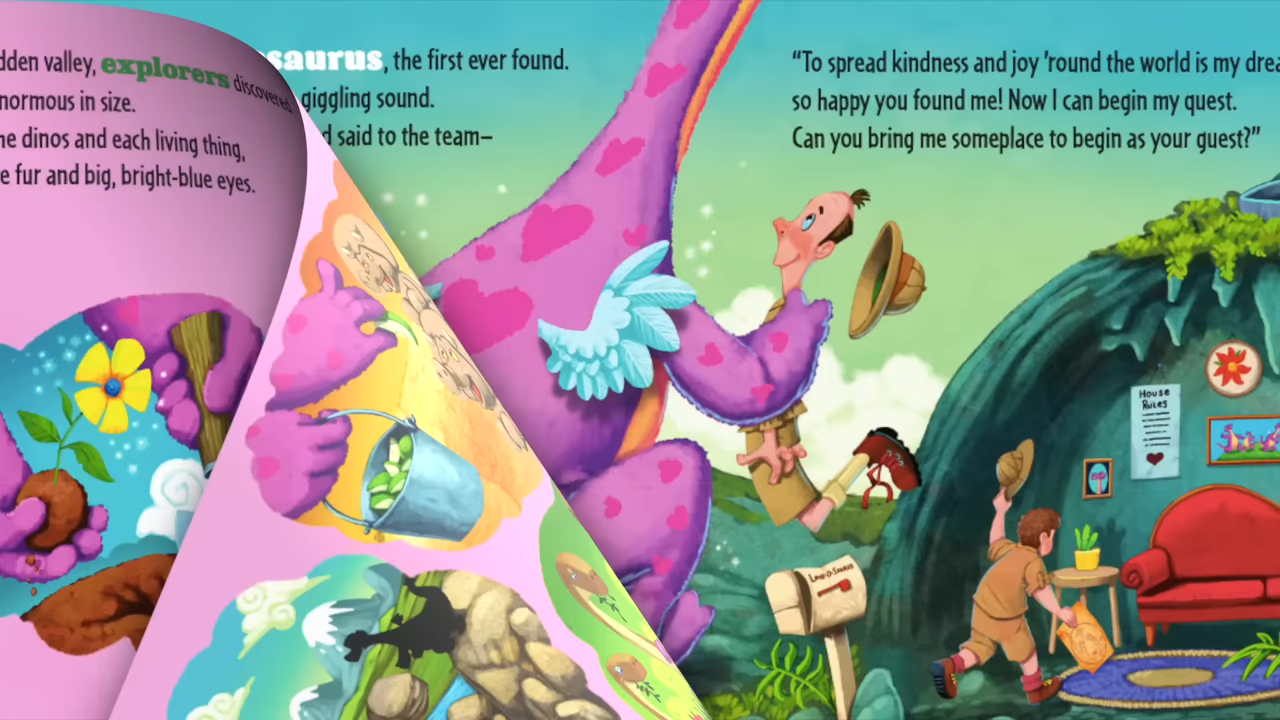 dden valley, explorers discovered
normous in size.
he dinos and each living thing,
e fur and big, bright-blue eyes.
saurus, the first ever found.
giggling sound.
d said to the team–
“To spread kindness and joy ’round the world is my drea
so happy you found me! Now I can begin my quest.
Can you bring me someplace to begin as your guest?”
House
Rules
Love-O-Saurus